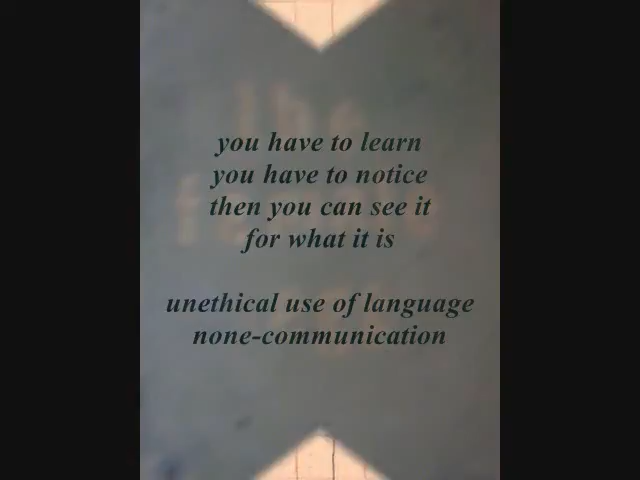 you have to learn
you have to notice
then you can see it
for what it is
unethical use of language
none-communication